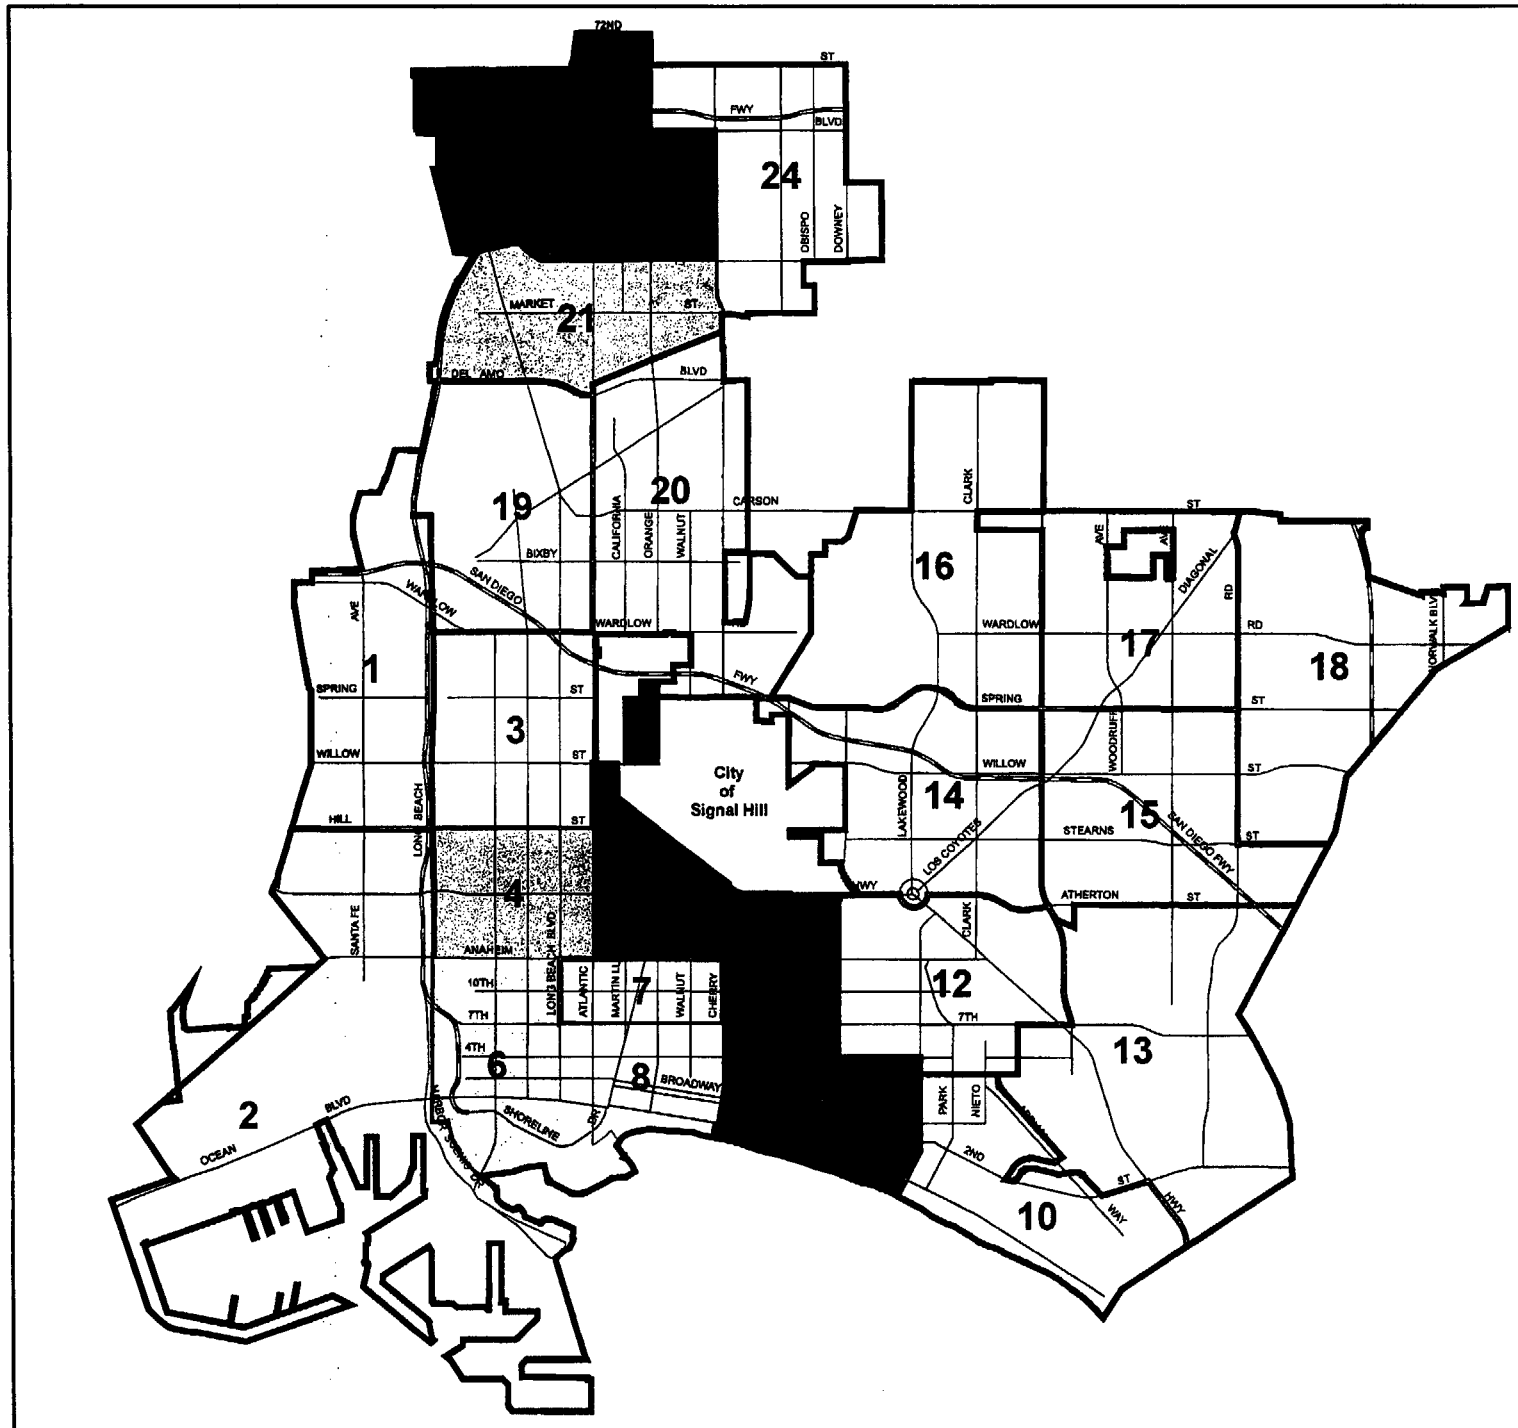 72ND
ST
FWY
BLVD
24
OBISPO
DOWNEY
MARKET
ST
21
DEL AMO
BLVD
19
20
CARSON
CLARK
ST
CALIFORNIA
ORANGE
WALNUT
BIXBY
16
AVE
AVE
DIAGONAL
SAN DIEGO
WARDLOW
AVE
WARDLOW
WARDLOW
RD
RD
17
18
1
SPRING
ST
FWY
SPRING
ST
3
WILLOW
ST
City
of
Signal Hill
WILLOW
WOODRUFF
ST
LONG BEACH
14
LAKEWOOD
15
HILL
ST
LOS COYOTES
STEARNS
SAN DIEGO FWY
ST
4
HWY
ATHERTON
ST
SANTA FE
CLARK
ANAHEIM
LONG BEACH BLVD
10TH
ATLANTIC
7
WALNUT
CHERRY
12
7TH
7TH
4TH
6
8
BROADWAY
13
2
BLVD
OCEAN
SHORELINE
DR
PARK
NIETO
2ND
ST
10
WAY
HWY